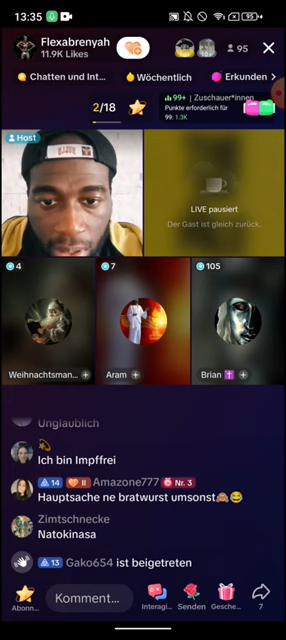 13:35
95
Flexabrenyah
11.9K Likes
95
Chatten und Int...
Wöchentlich
Erkunden
2/18
99+ | Zuschauer*innen
Punkte erforderlich für
99: 1.3K
Host
LIVE pausiert
Der Gast ist gleich zurück.
4
7
105
Weihnachtsman... +
Aram +
Brian ✝ +
Unglaublich
Ich bin Impffrei
14 II Amazone777 Nr. 3
Hauptsache ne bratwurst umsonst🙈😂
Zimtschnecke
Natokinasa
13 Gako654 ist beigetreten
Abonn...
Komment...
Interagi...
Senden
Gesche...
7